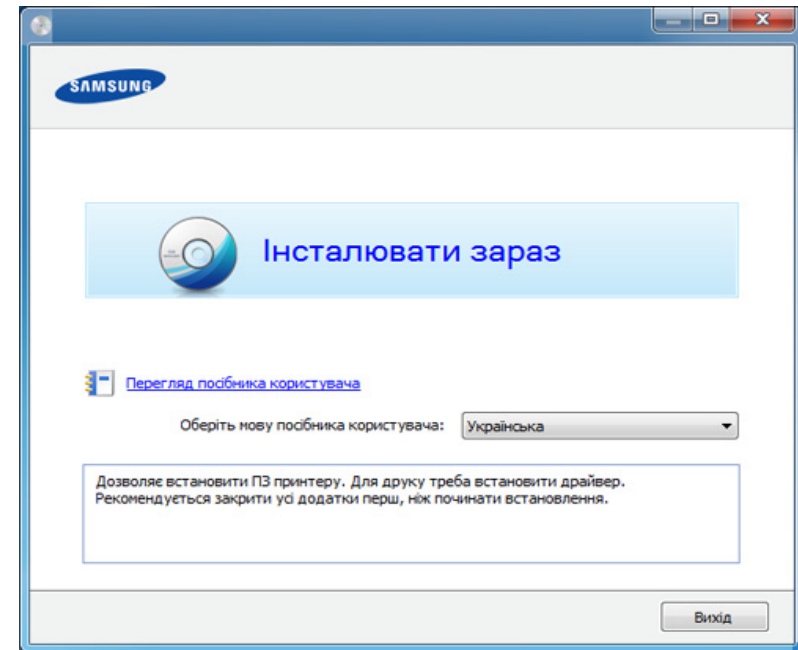 SAMSUNG
Інсталювати зараз
Перегляд посібника користувача
Оберіть мову посібника користувача:
Українська
Дозволяє встановити ПЗ принтеру. Для друку треба встановити драйвер.
Рекомендується закрити усі додатки перш, ніж починати встановлення.
Вихід